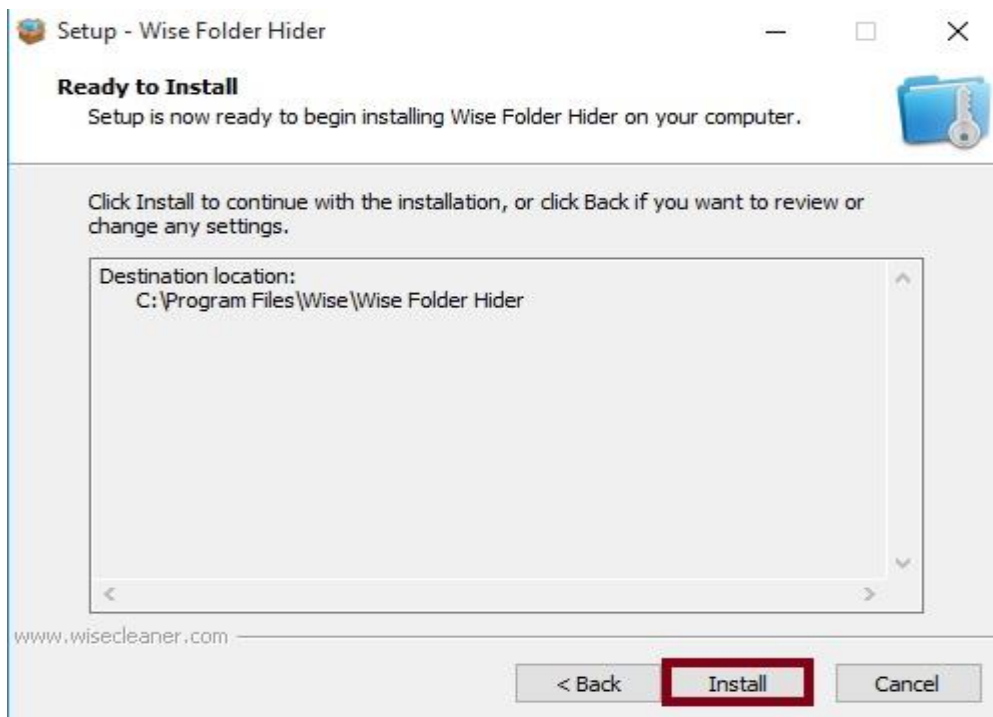 Setup - Wise Folder Hider
Ready to Install
Setup is now ready to begin installing Wise Folder Hider on your computer.
Click Install to continue with the installation, or click Back if you want to review or
change any settings.
Destination location:
C:\Program Files\Wise\Wise Folder Hider
www.wisecleaner.com
< Back
Install
Cancel